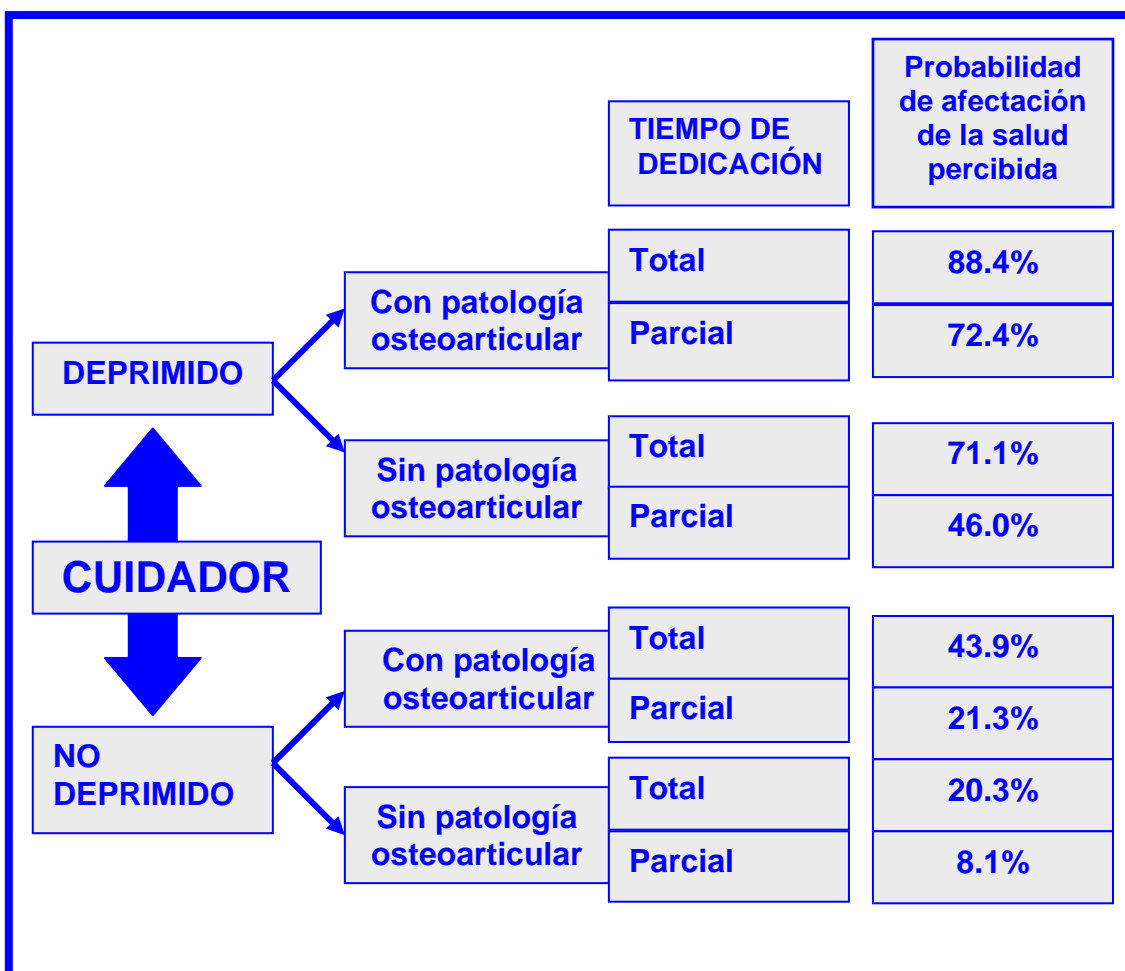 Probabilidad
de afectación
de la salud
percibida
TIEMPO DE
DEDICACIÓN
Total
88.4%
Con patología
osteoarticular
Parcial
72.4%
DEPRIMIDO
Total
71.1%
Sin patología
osteoarticular
Parcial
46.0%
CUIDADOR
Total
43.9%
Con patología
osteoarticular
Parcial
21.3%
NO
DEPRIMIDO
Total
20.3%
Sin patología
osteoarticular
Parcial
8.1%